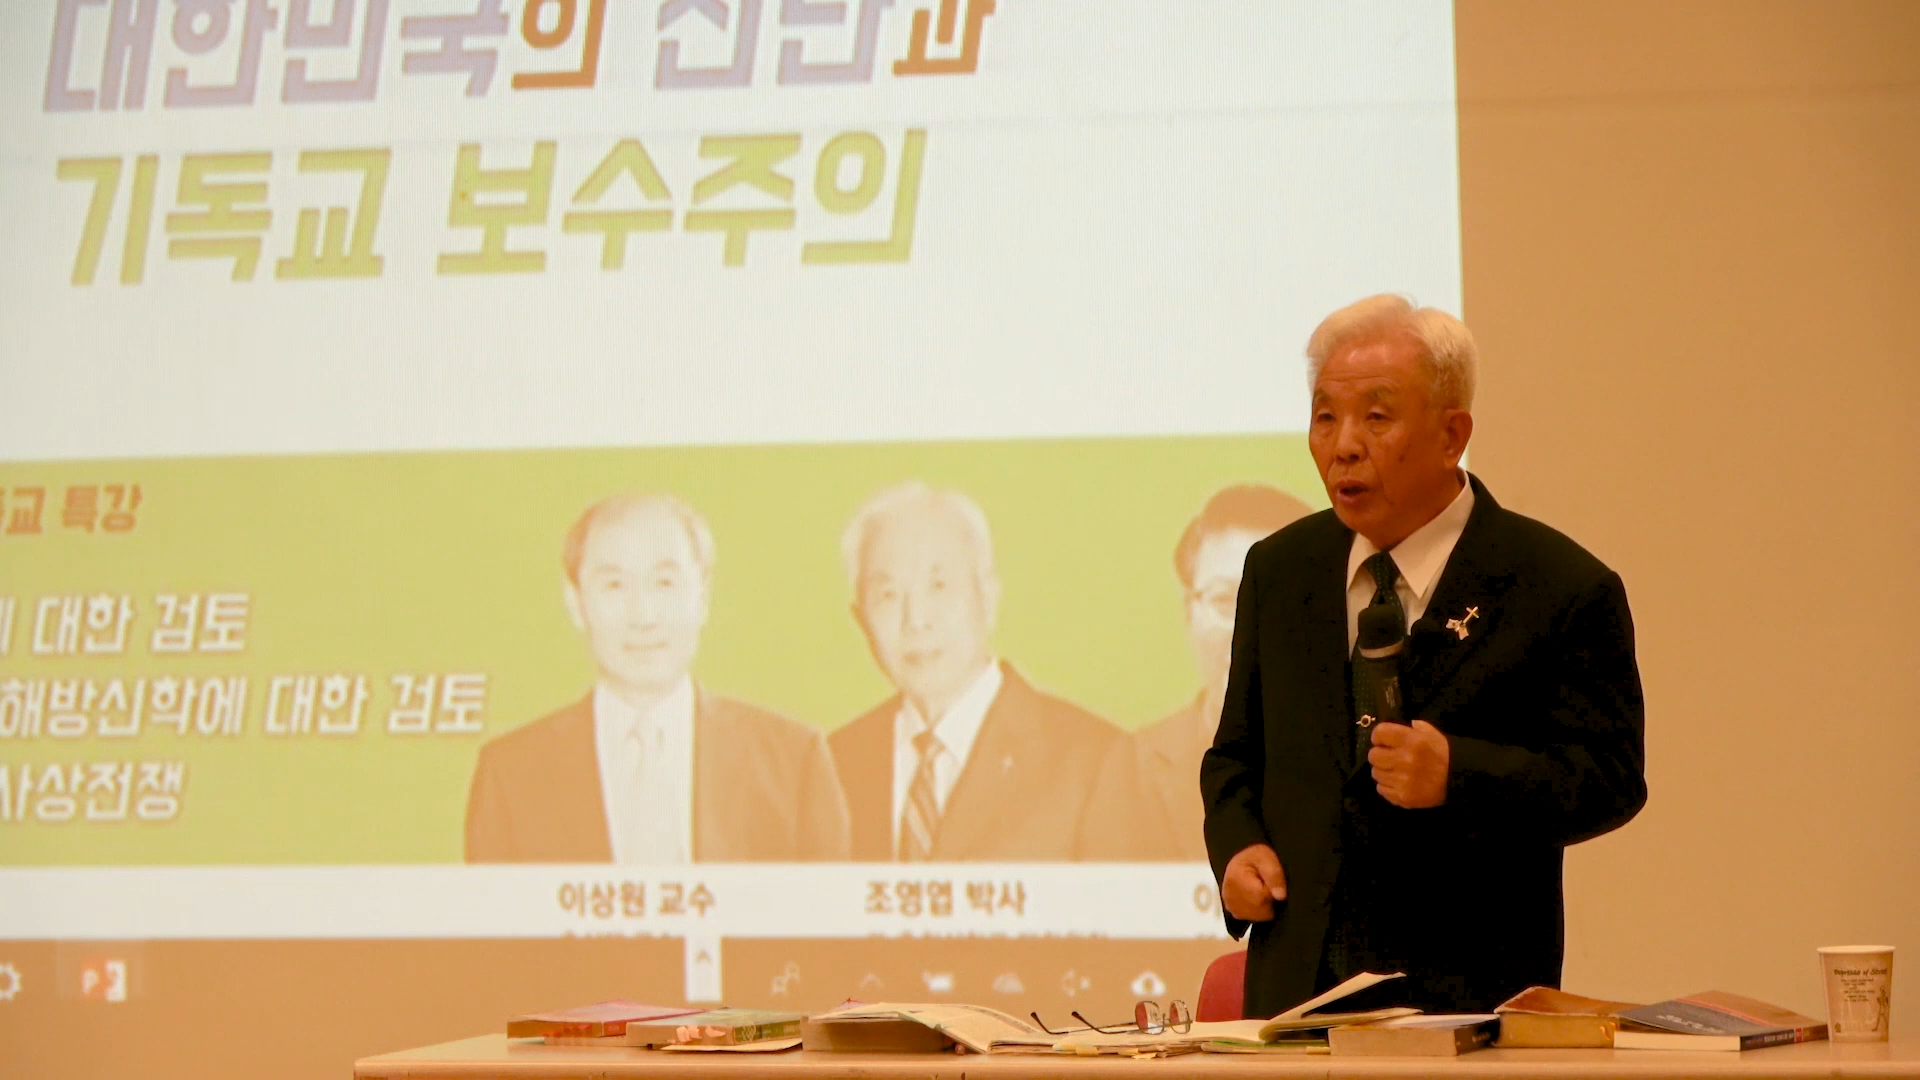 대한민국의 진단과
기독교 보수주의
교 특강
에 대한 검토
해방신학에 대한 검토
사상전쟁
이상원 교수
조영엽 박사